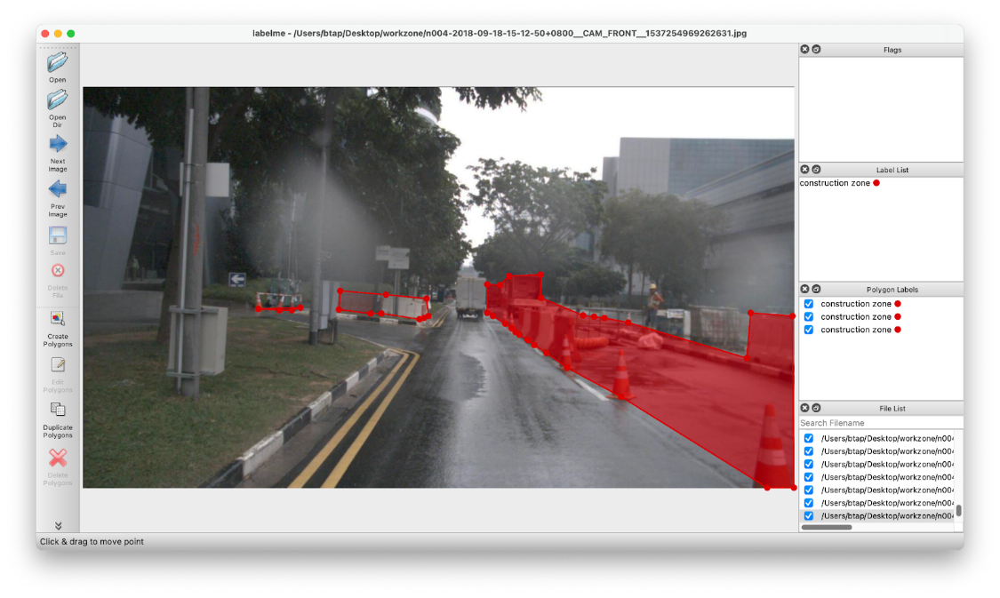 labelme - /Users/btap/Desktop/workzone/n004-2018-09-18-15-12-50+0800__CAM_FRONT__1537254969262631.jpg
Open
Open
Dir
Next
Image
Prev
Image
Save
Delete
File
Create
Polygons
Edit
Polygons
Duplicate
Polygons
Delete
Polygons
Flags
Label List
construction zone
Polygon Labels
construction zone
construction zone
construction zone
File List
Search Filename
/Users/btap/Desktop/workzone/n004
/Users/btap/Desktop/workzone/n004
/Users/btap/Desktop/workzone/n004
/Users/btap/Desktop/workzone/n004
/Users/btap/Desktop/workzone/n004
/Users/btap/Desktop/workzone/n004
/Users/btap/Desktop/workzone/n004
Click & drag to move point